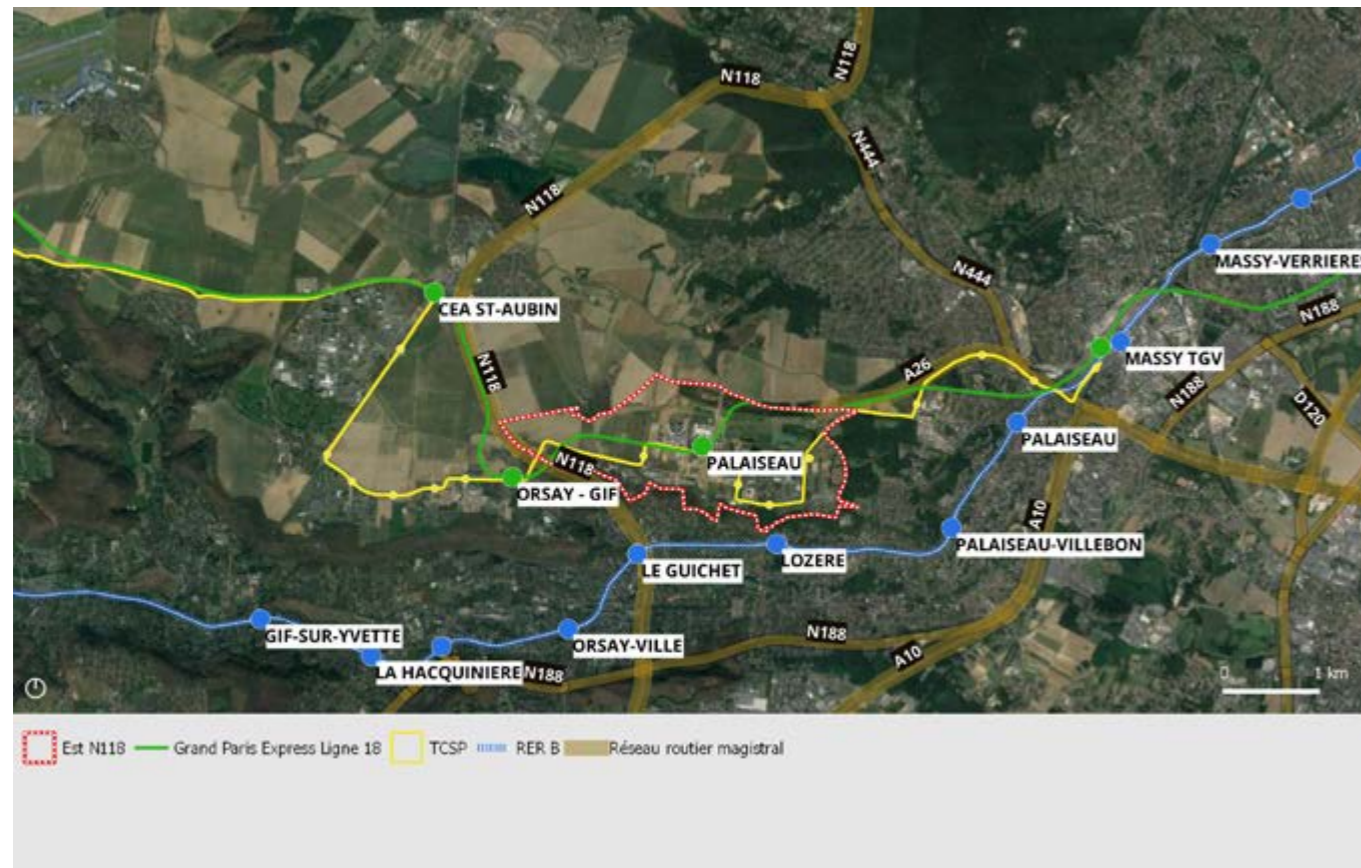 N118
N118
N444
N118
MASSY-VERRIERES
N444
CEA ST-AUBIN
N188
MASSY TGV
N118
A26
N188
D120
PALAISEAU
PALAISEAU
N118
ORSAY - GIF
A10
PALAISEAU-VILLEBON
LOZERE
LE GUICHET
GIF-SUR-YVETTE
ORSAY-VILLE
N188
A10
LA HACQUINIERE
N188
0 1 km
Est N118 Grand Paris Express Ligne 18 TCSP RER B Réseau routier magistral